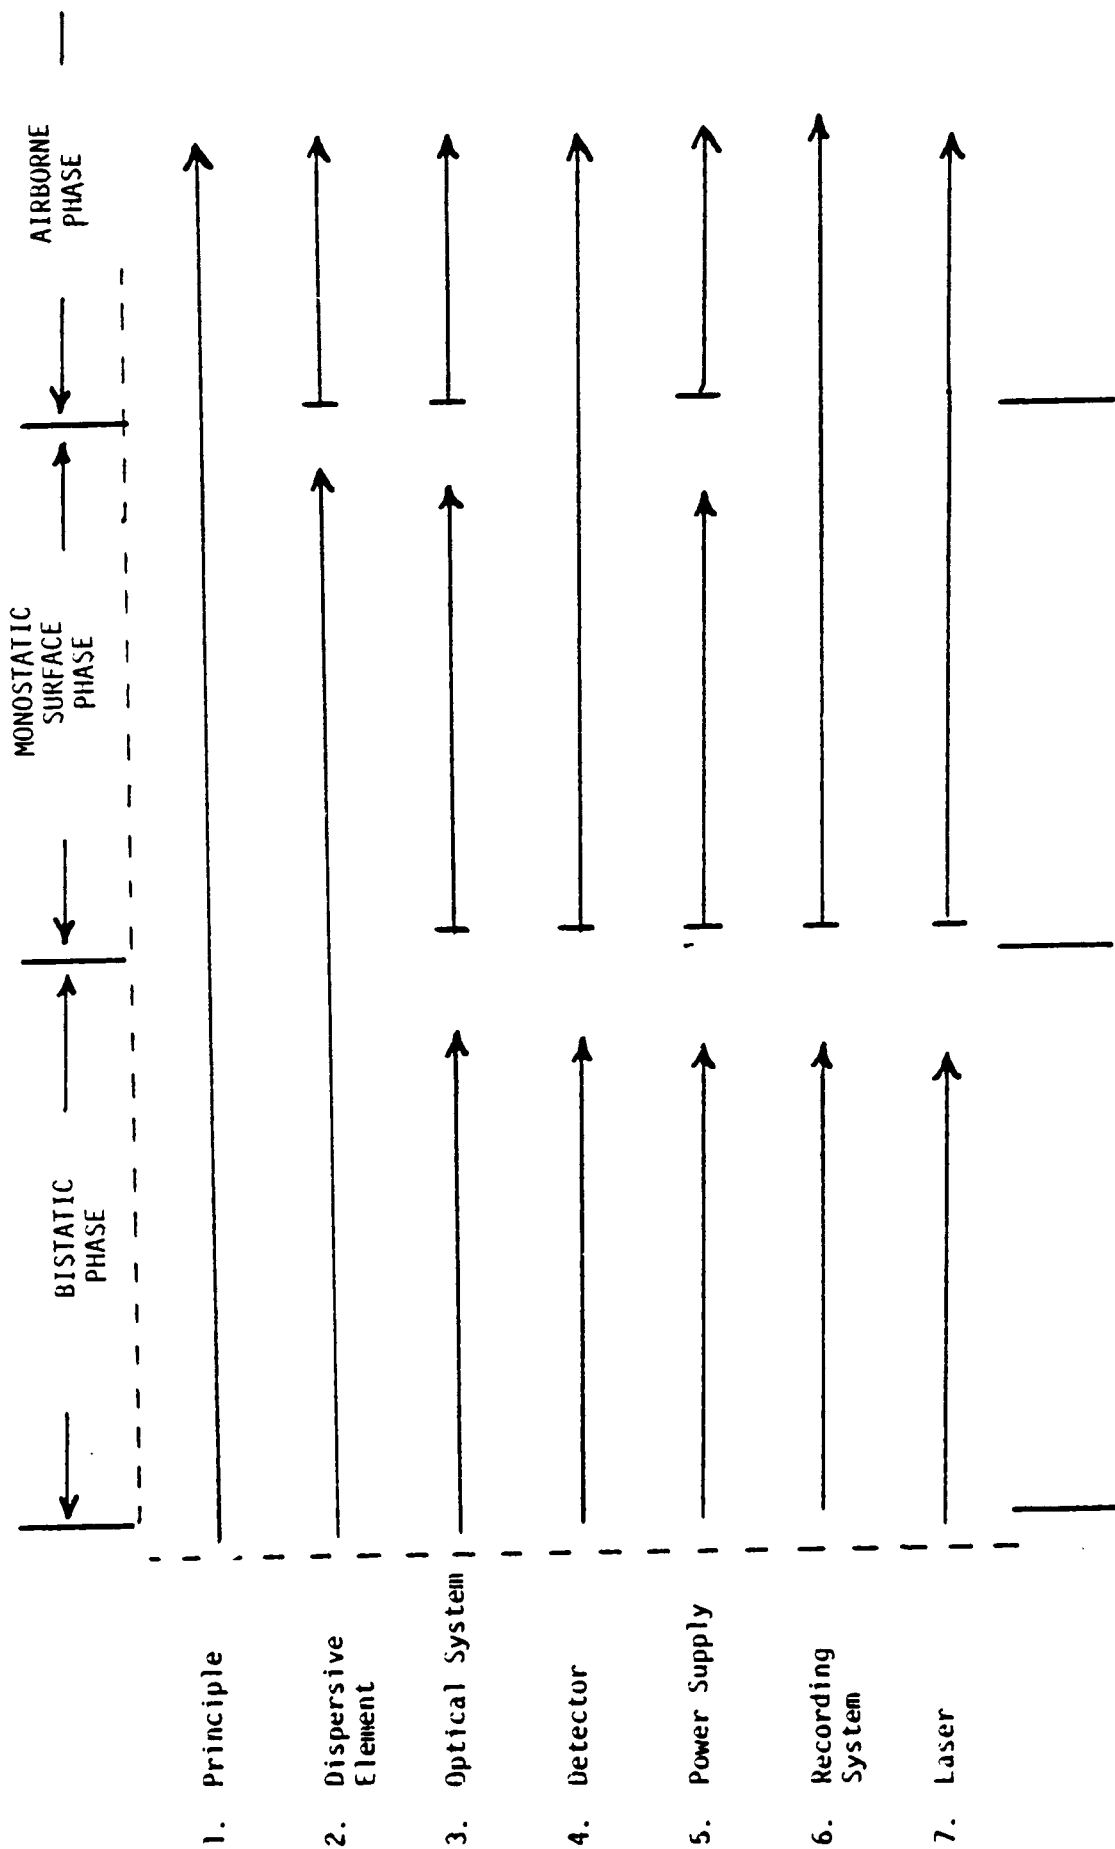 BISTATIC
PHASE
MONOSTATIC
SURFACE
PHASE
AIRBORNE
PHASE
1. Principle
2. Dispersive
Element
3. Optical System
4. Detector
5. Power Supply
6. Recording
System
7. Laser